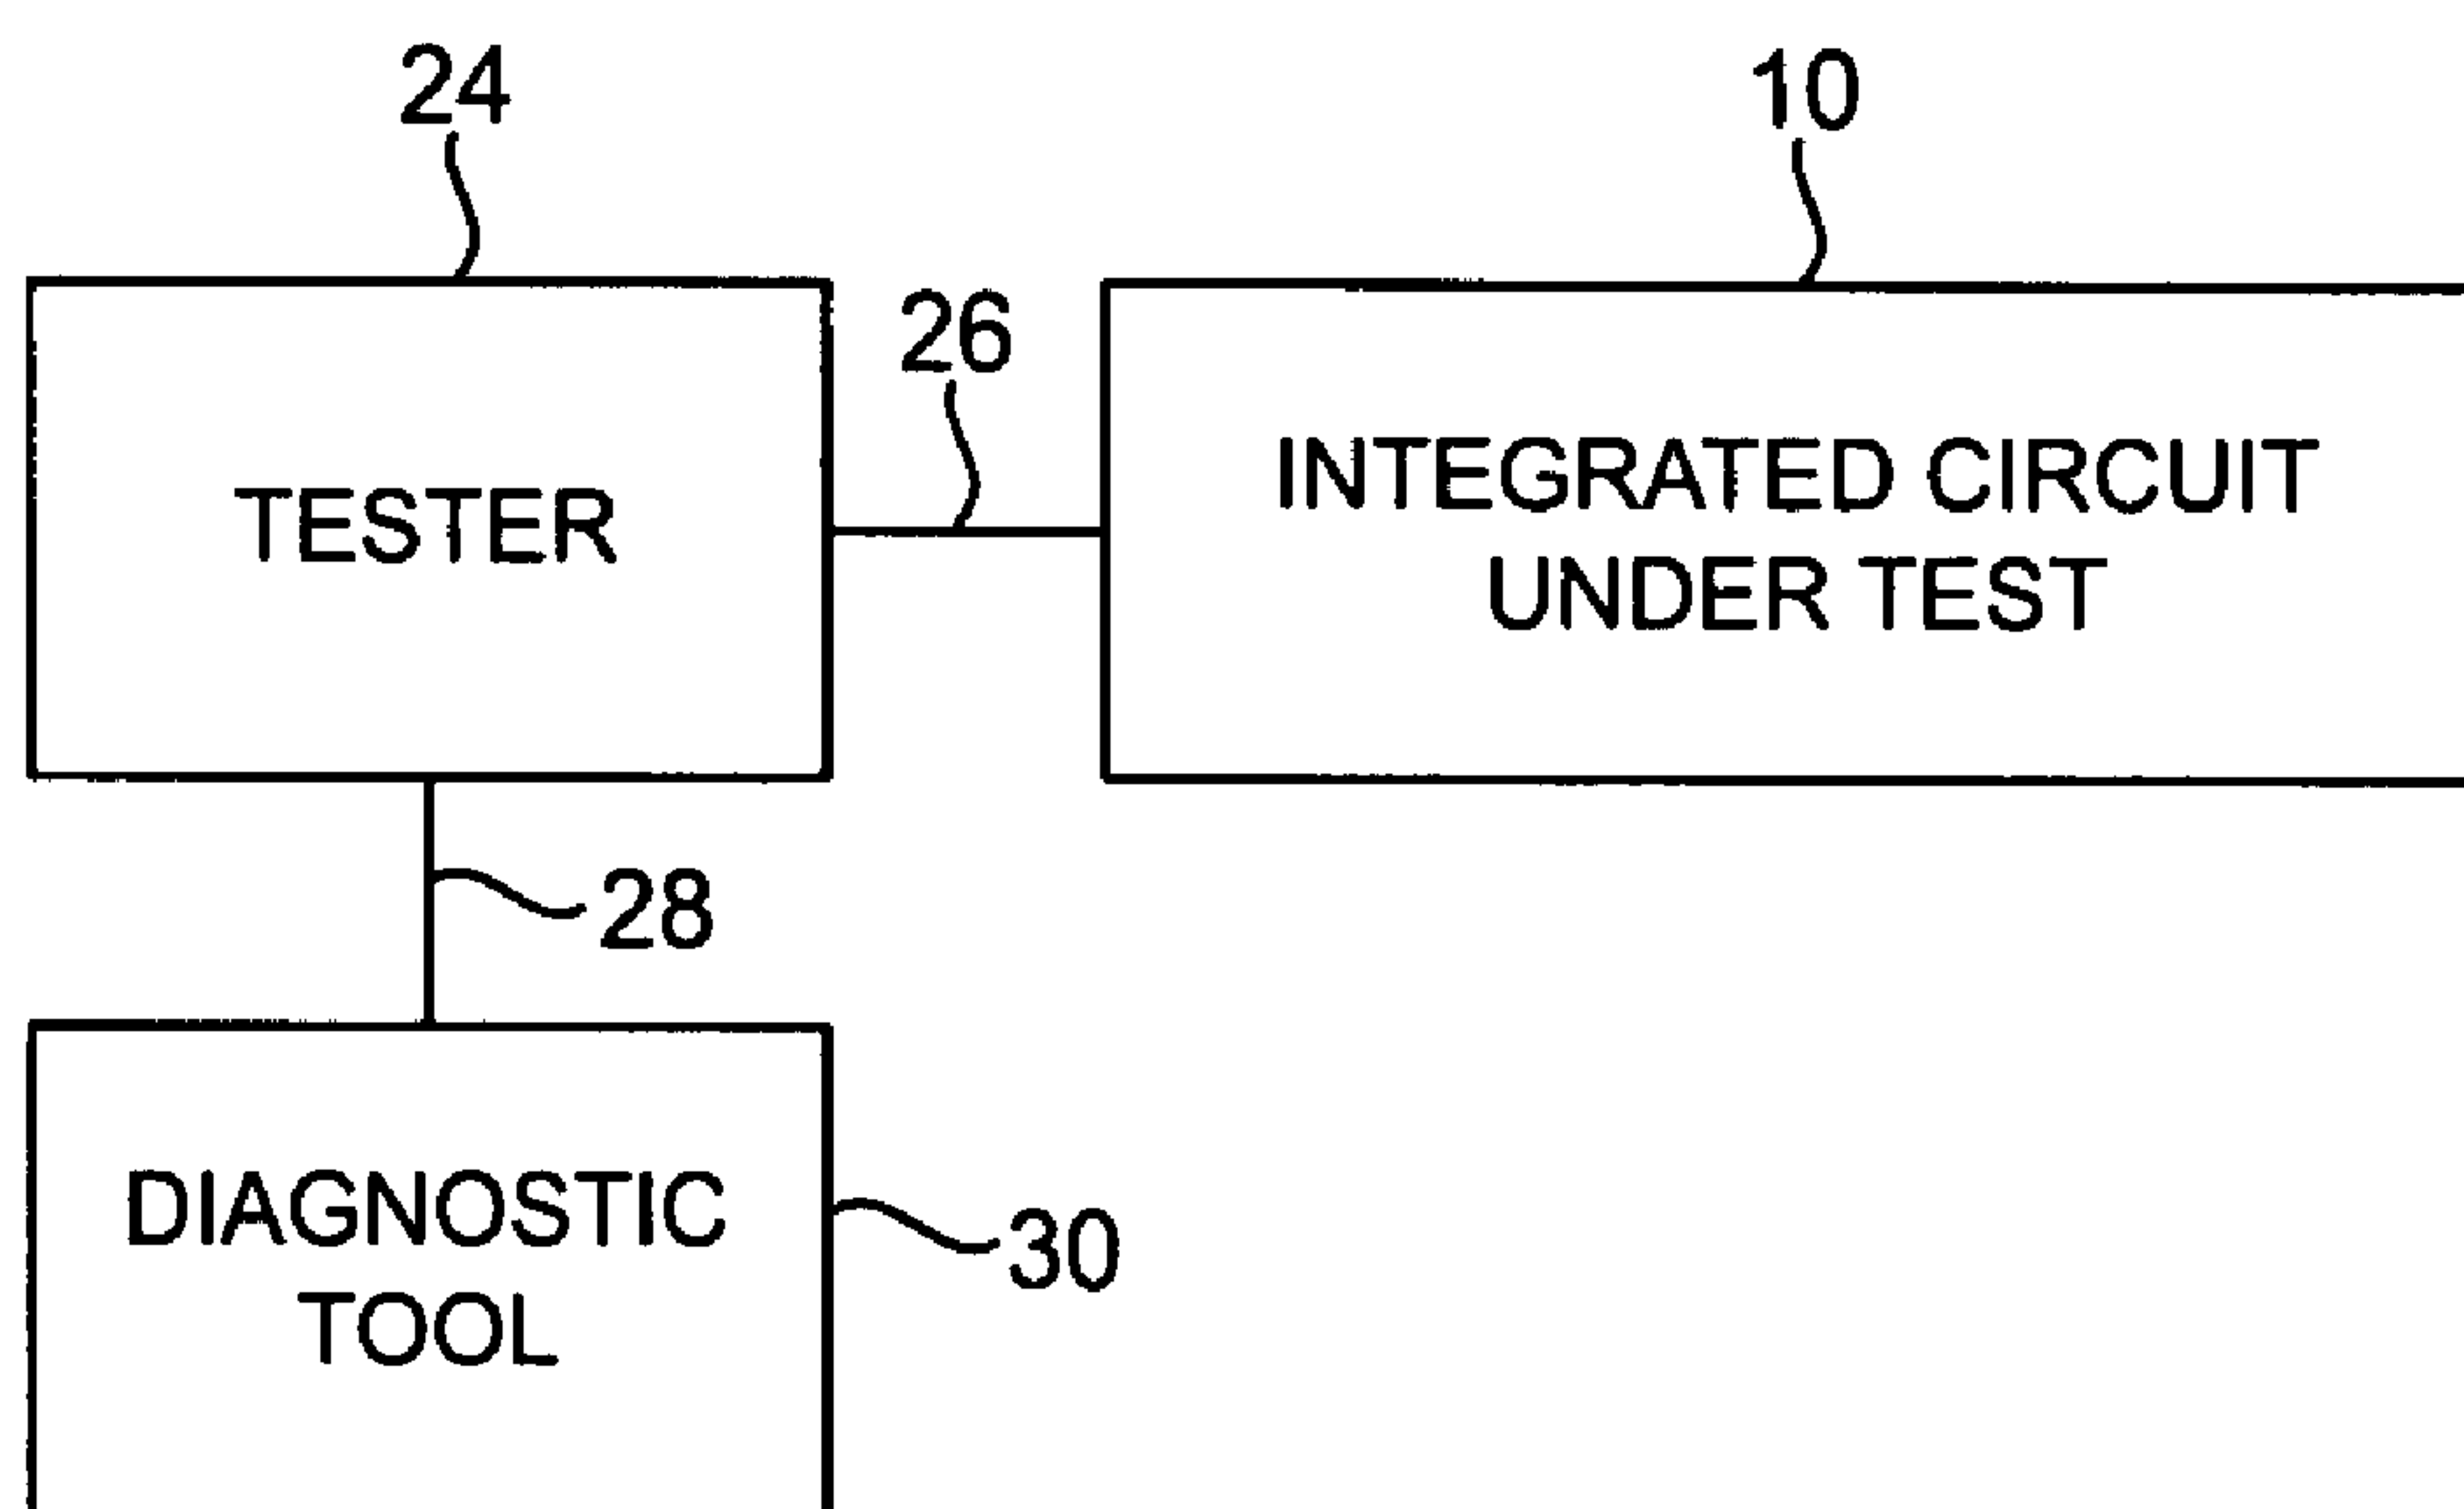 24
10
26
TESTER
INTEGRATED CIRCUIT
UNDER TEST
28
DIAGNOSTIC
TOOL
30